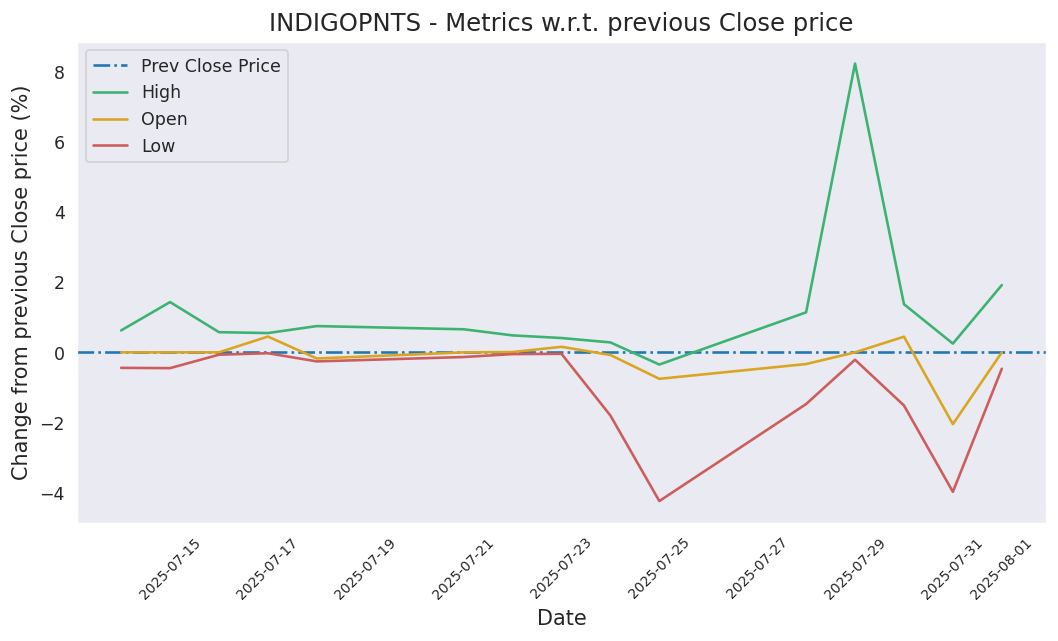 INDIGOPNTS - Metrics w.r.t. previous Close price
Prev Close Price
High
Open
Low
Change from previous Close price (%)
8
6
4
2
0
−2
−4
2025-07-15
2025-07-17
2025-07-19
2025-07-21
2025-07-23
2025-07-25
2025-07-27
2025-07-29
2025-07-31
2025-08-01
Date